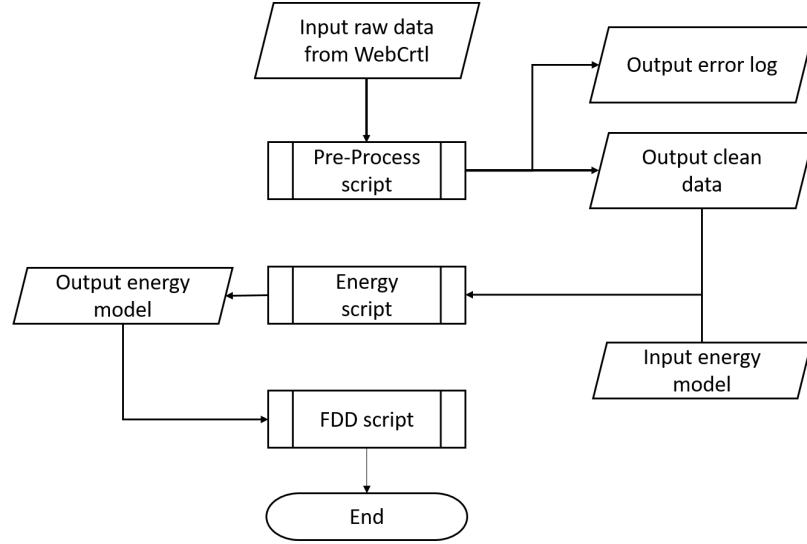 Input raw data
from WebCrtl
Output error log
Pre-Process
script
Output clean
data
Output energy
model
Energy
script
Input energy
model
FDD script
End